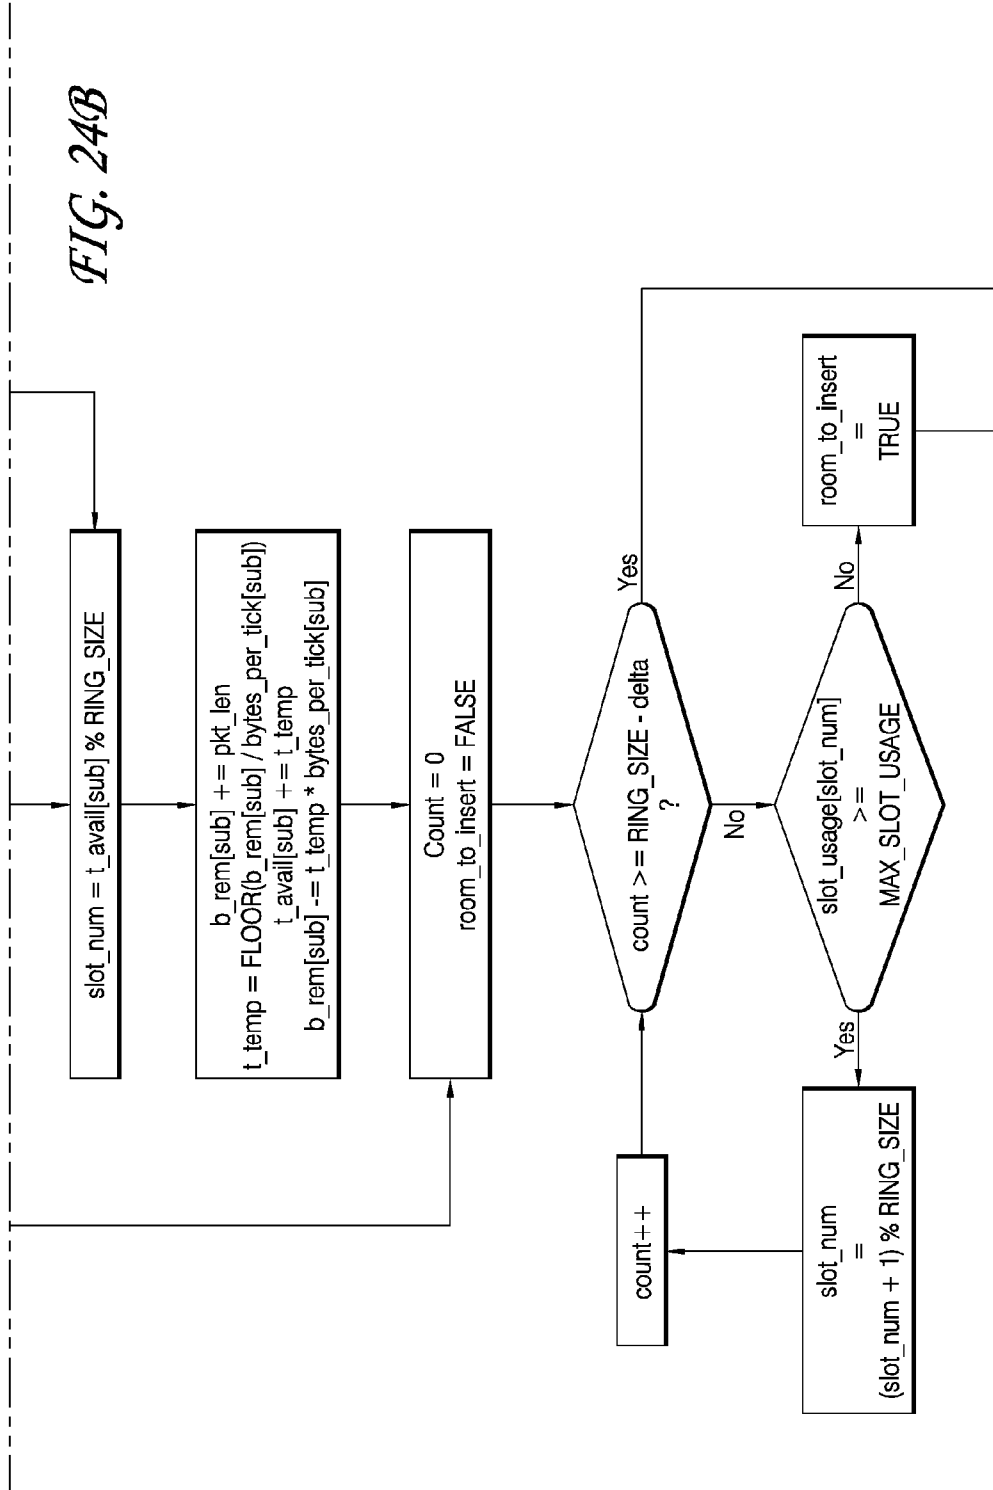 FIG. 24B
slot_num = t_avail[sub] % RING_SIZE
b_rem[sub] += pkt_len
t_temp = FLOOR(b_rem[sub] / bytes_per_tick[sub])
t_avail[sub] += t_temp
b_rem[sub] -= t_temp * bytes_per_tick[sub]
Count = 0
room_to_insert = FALSE
count >= RING_SIZE - delta
?
Yes
No
count++
slot_usage[slot_num]
>=
MAX_SLOT_USAGE
Yes
No
slot_num
=
(slot_num + 1) % RING_SIZE
room_to_insert
=
TRUE